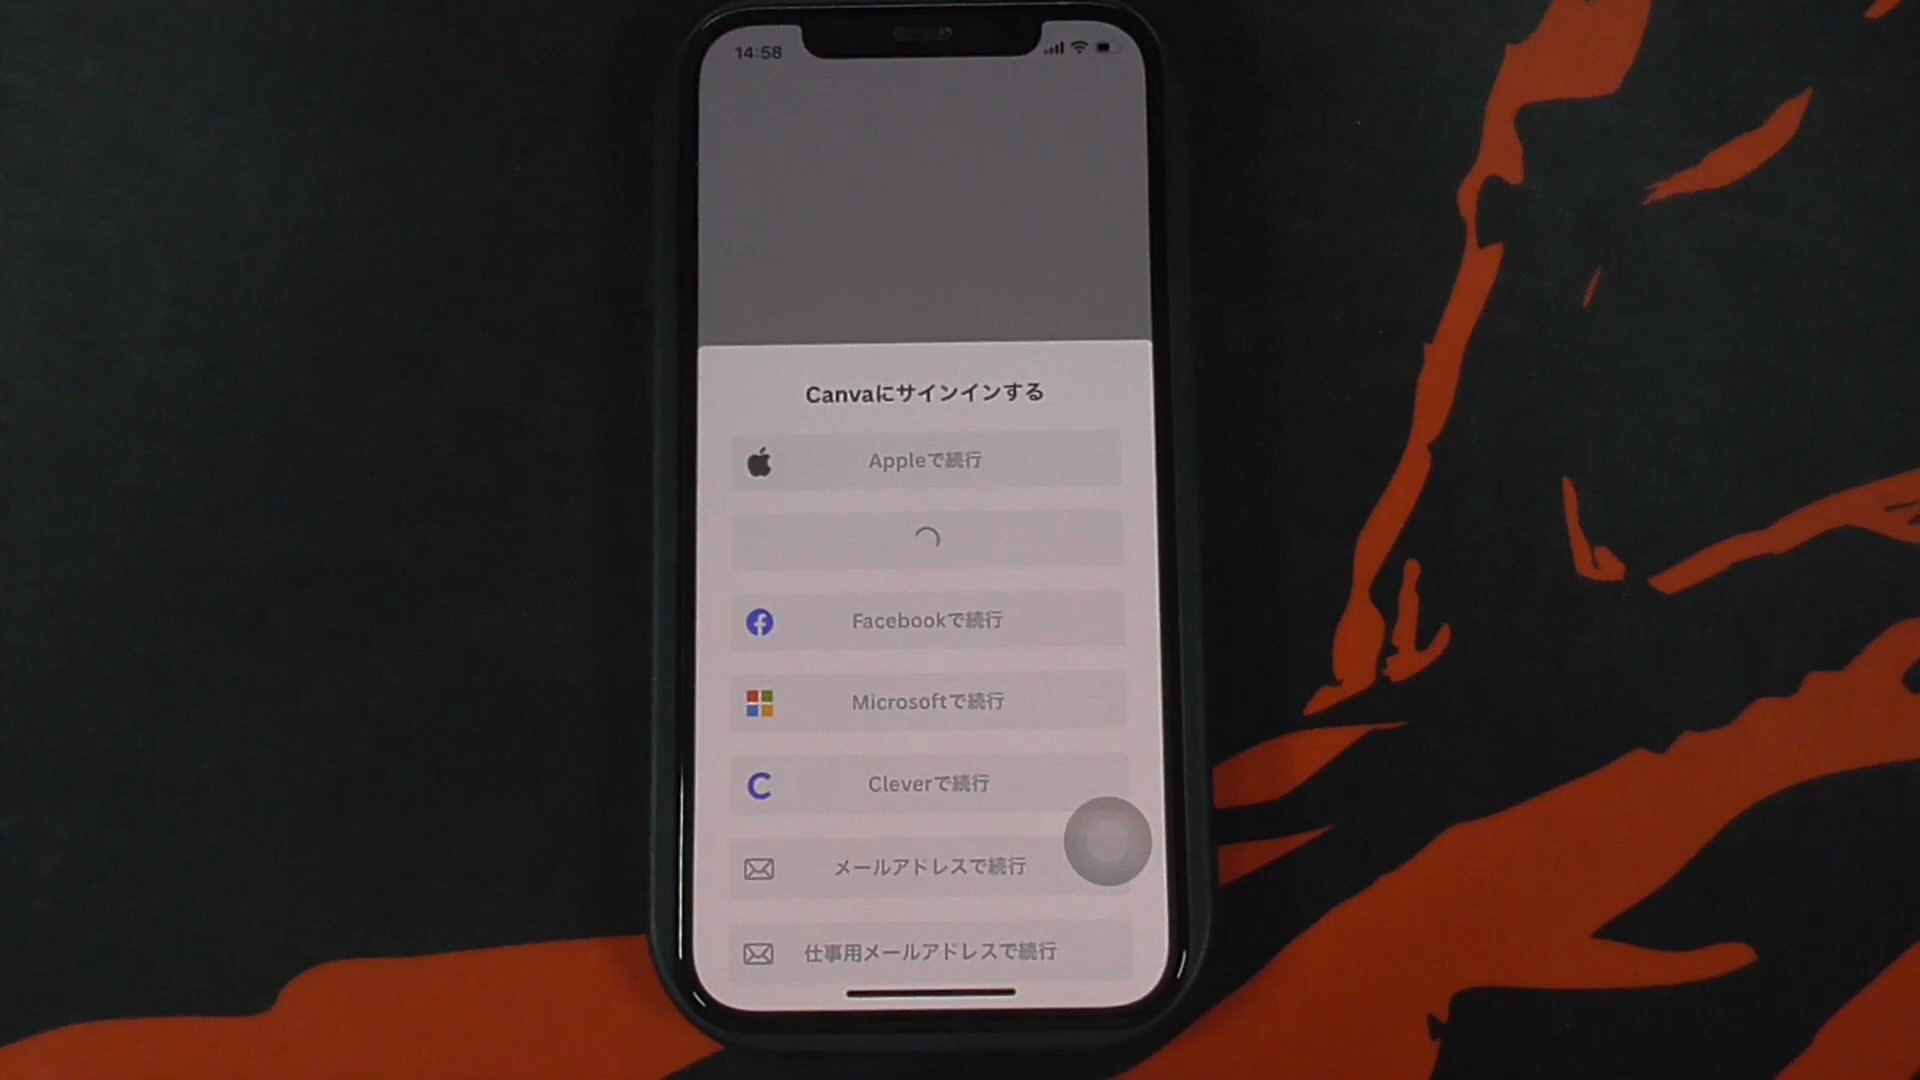 14:58
Canvaにサインインする
Appleで続行
Facebookで続行
Microsoftで続行
Cleverで続行
メールアドレスで続行
仕事用メールアドレスで続行